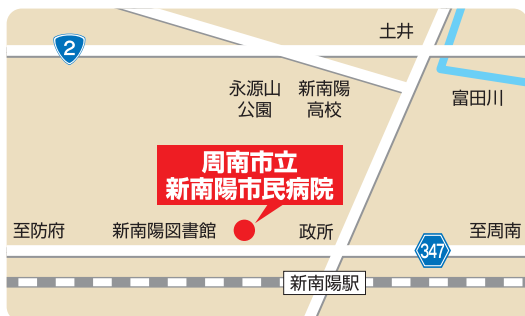 2
土井
永源山
公園
新南陽
高校
富田川
周南市立
新南陽市民病院
至防府
新南陽図書館
政所
347
至周南
新南陽駅